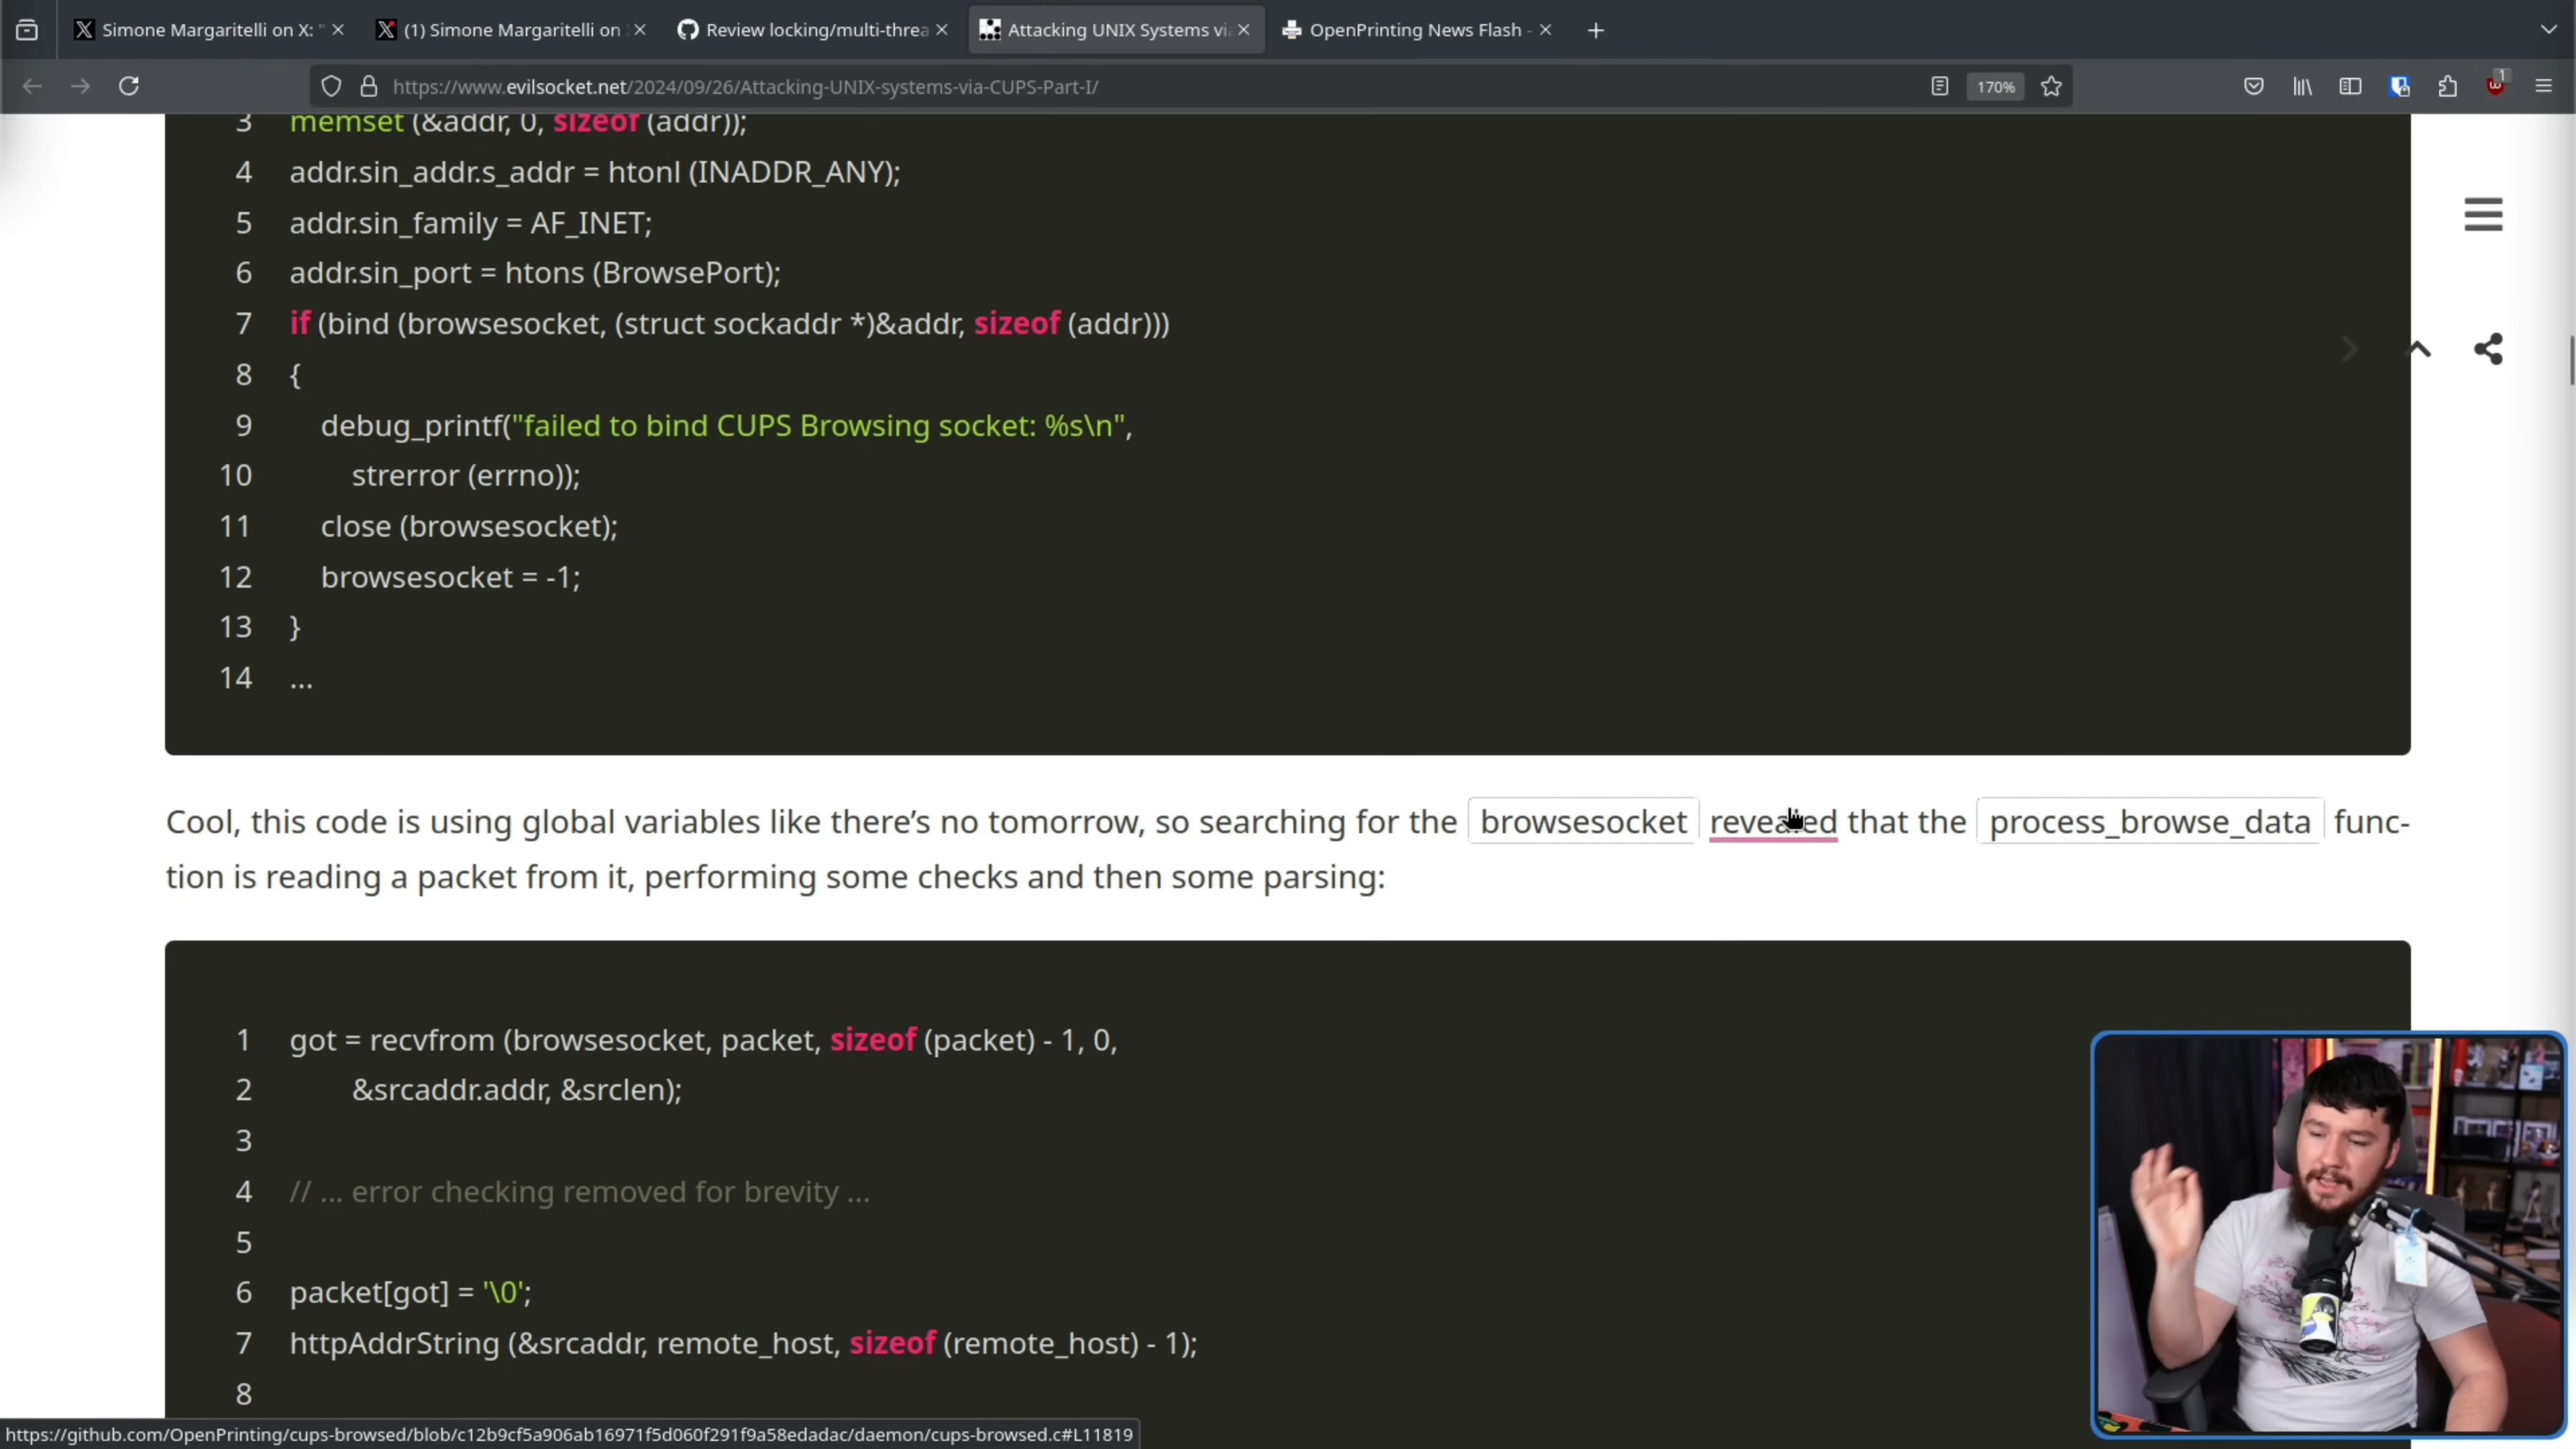 Simone Margaritelli on X: "
(1) Simone Margaritelli on
Review locking/multi-threa
Attacking UNIX Systems via
OpenPrinting News Flash -
https://www.evilsocket.net/2024/09/26/Attacking-UNIX-systems-via-CUPS-Part-I/
170%
1
3 memset (&addr, 0, sizeof (addr));
4 addr.sin_addr.s_addr = htonl (INADDR_ANY);
5 addr.sin_family = AF_INET;
6 addr.sin_port = htons (BrowsePort);
7 if (bind (browsesocket, (struct sockaddr *)&addr, sizeof (addr)))
8 {
9 debug_printf("failed to bind CUPS Browsing socket: %s\n",
10 strerror (errno));
11 close (browsesocket);
12 browsesocket = -1;
13 }
14 ...
Cool, this code is using global variables like there’s no tomorrow, so searching for the browsesocket revealed that the process_browse_data func-
tion is reading a packet from it, performing some checks and then some parsing:
1 got = recvfrom (browsesocket, packet, sizeof (packet) - 1, 0,
2 &srcaddr.addr, &srclen);
3
4 // ... error checking removed for brevity ...
5
6 packet[got] = '\0';
7 httpAddrString (&srcaddr, remote_host, sizeof (remote_host) - 1);
8
https://github.com/OpenPrinting/cups-browsed/blob/c12b9cf5a906ab16971f5d060f291f9a58edadac/daemon/cups-browsed.c#L11819